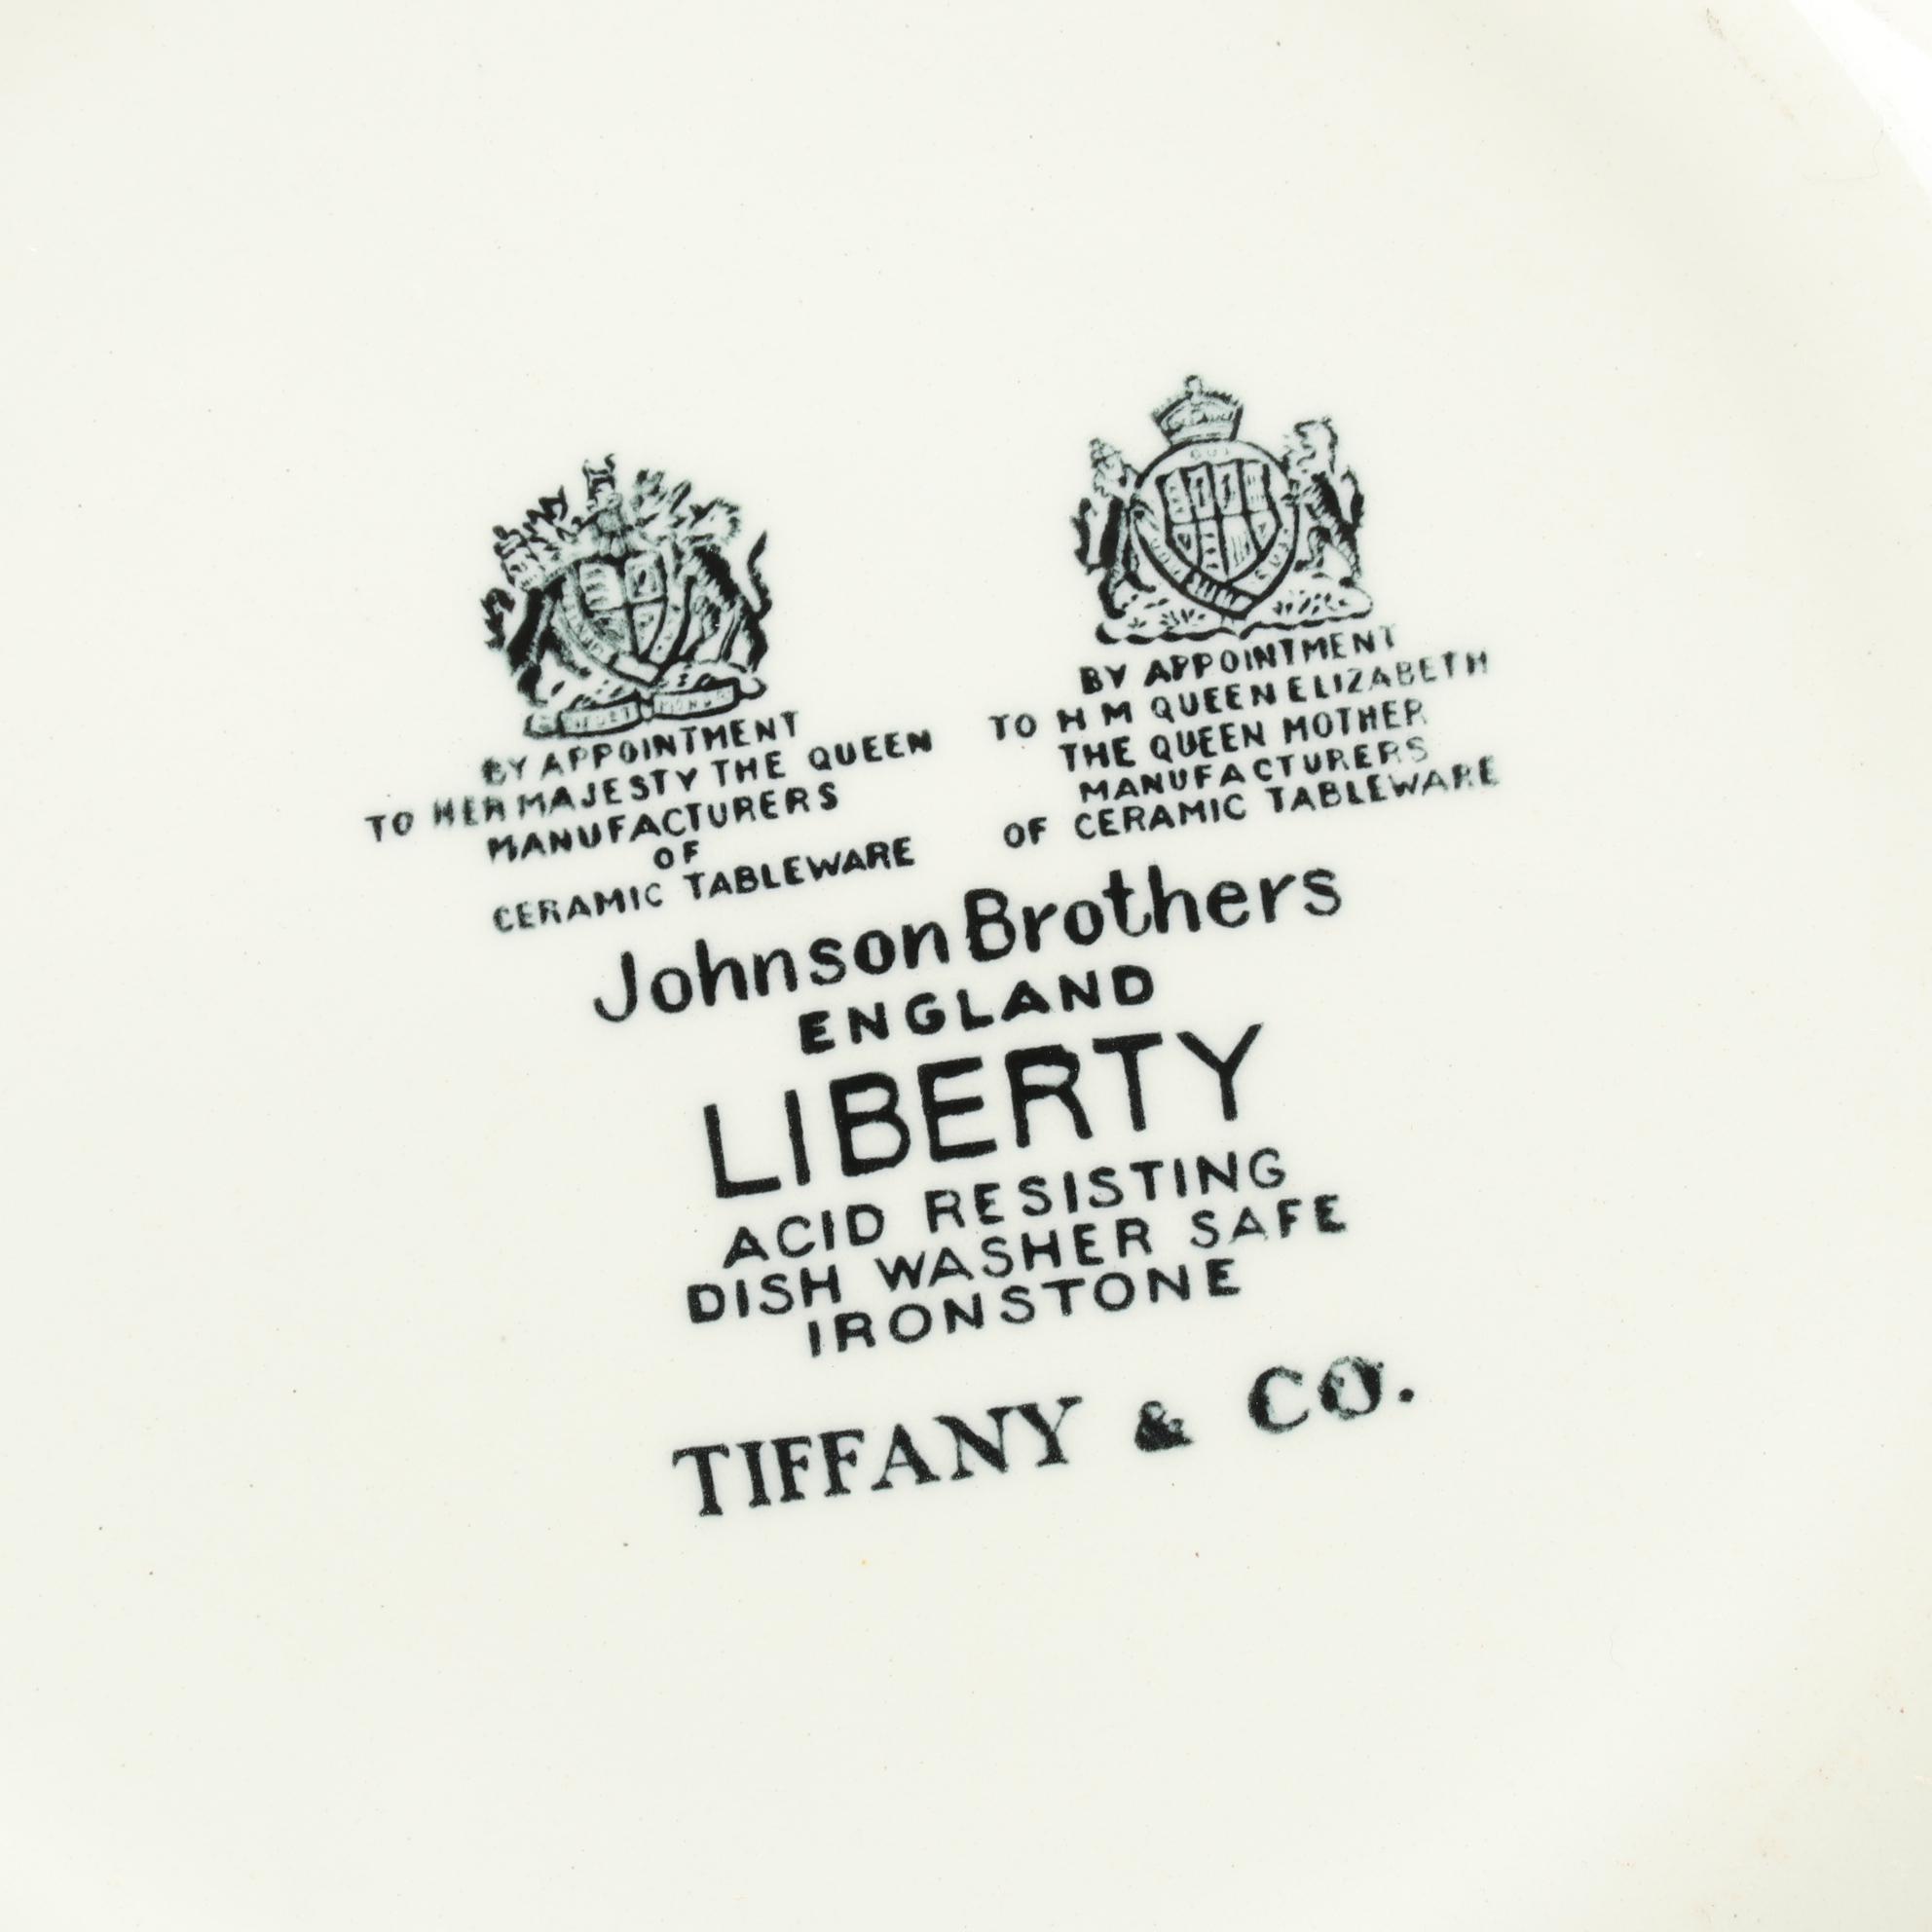 BY APPOINTMENT
TO HER MAJESTY THE QUEEN
MANUFACTURERS
OF
CERAMIC TABLEWARE
BY APPOINTMENT
TO H M QUEEN ELIZABETH
THE QUEEN MOTHER
MANUFACTURERS
OF CERAMIC TABLEWARE
Johnson Brothers
ENGLAND
LIBERTY
ACID RESISTING
DISH WASHER SAFE
IRONSTONE
TIFFANY & CO.